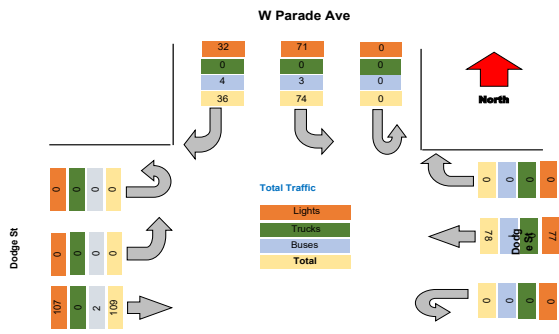 W Parade Ave
32 71 0
0 0 0
4 3 0
36 74 0
North
0 0 0 0
0 0 0 0
Total Traffic
Lights
Trucks
Buses
Total
Dodge St
0 0 0 0
78 Dodge St 77
107 0 2 109
0 0 0 0